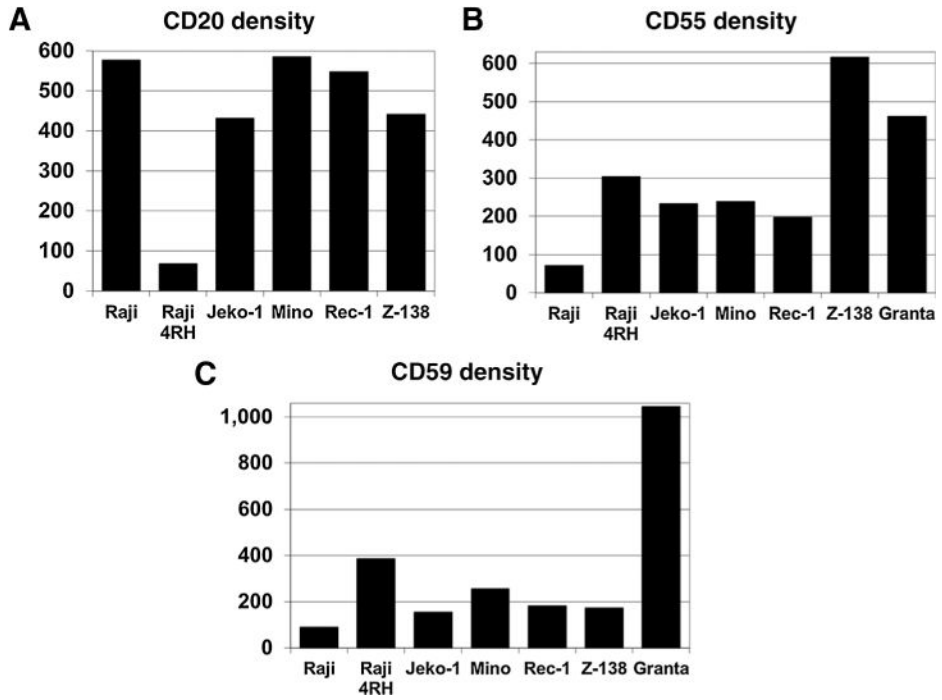 A
CD20 density
600
500
400
300
200
100
0
Raji
Raji
4RH
Jeko-1
Mino
Rec-1
Z-138
B
CD55 density
600
500
400
300
200
100
0
Raji
Raji
4RH
Jeko-1
Mino
Rec-1
Z-138
Granta
C
CD59 density
1,000
800
600
400
200
0
Raji
Raji
4RH
Jeko-1
Mino
Rec-1
Z-138
Granta